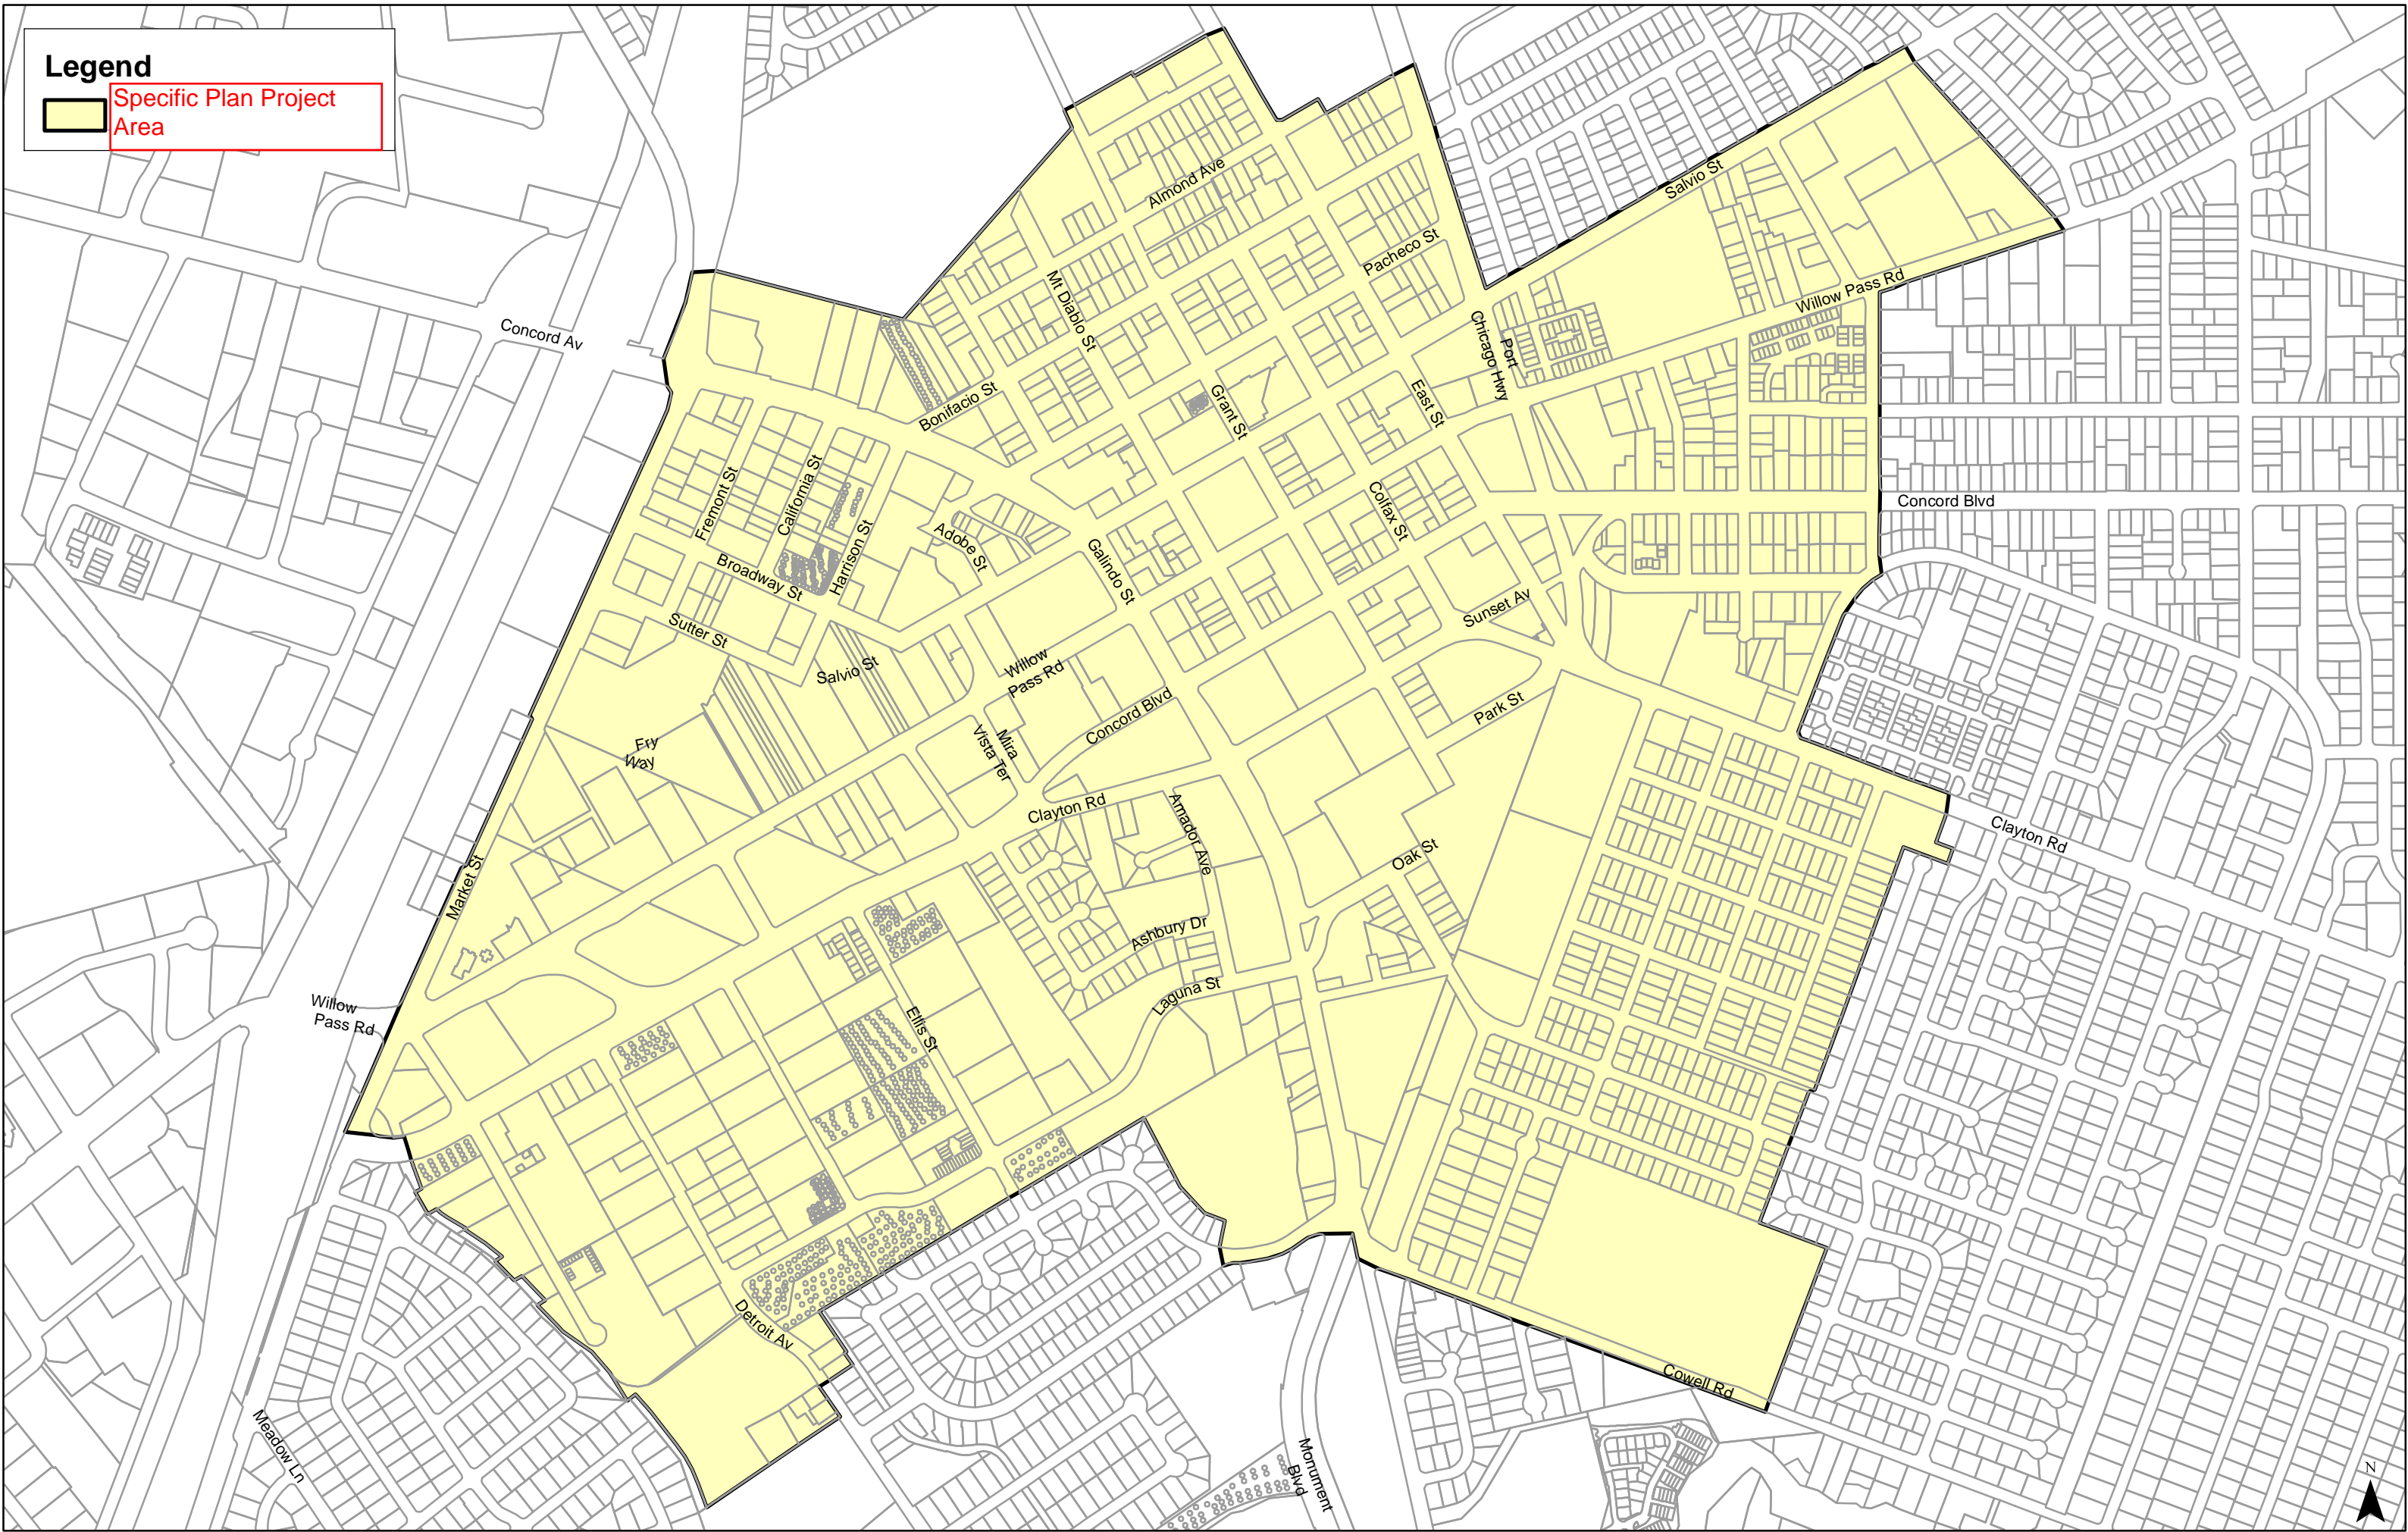 Legend
Specific Plan Project
Area
Almond Ave
Salvio St
Pacheco St
Mt Diablo St
Willow Pass Rd
Concord Av
Port
Chicago Hwy
Bonifacio St
Grant St
East St
Fremont St
California St
Harrison St
Colfax St
Concord Blvd
Adobe St
Galindo St
Broadway St
Sutter St
Sunset Av
Salvio St
Willow
Pass Rd
Park St
Concord Blvd
Fry
Way
Mira
Vista Ter
Clayton Rd
Amador Ave
Clayton Rd
Oak St
Market St
Ashbury Dr
Laguna St
Willow
Pass Rd
Ellis St
Detroit Av
Cowell Rd
Meadow Ln
Monument
Blvd
N